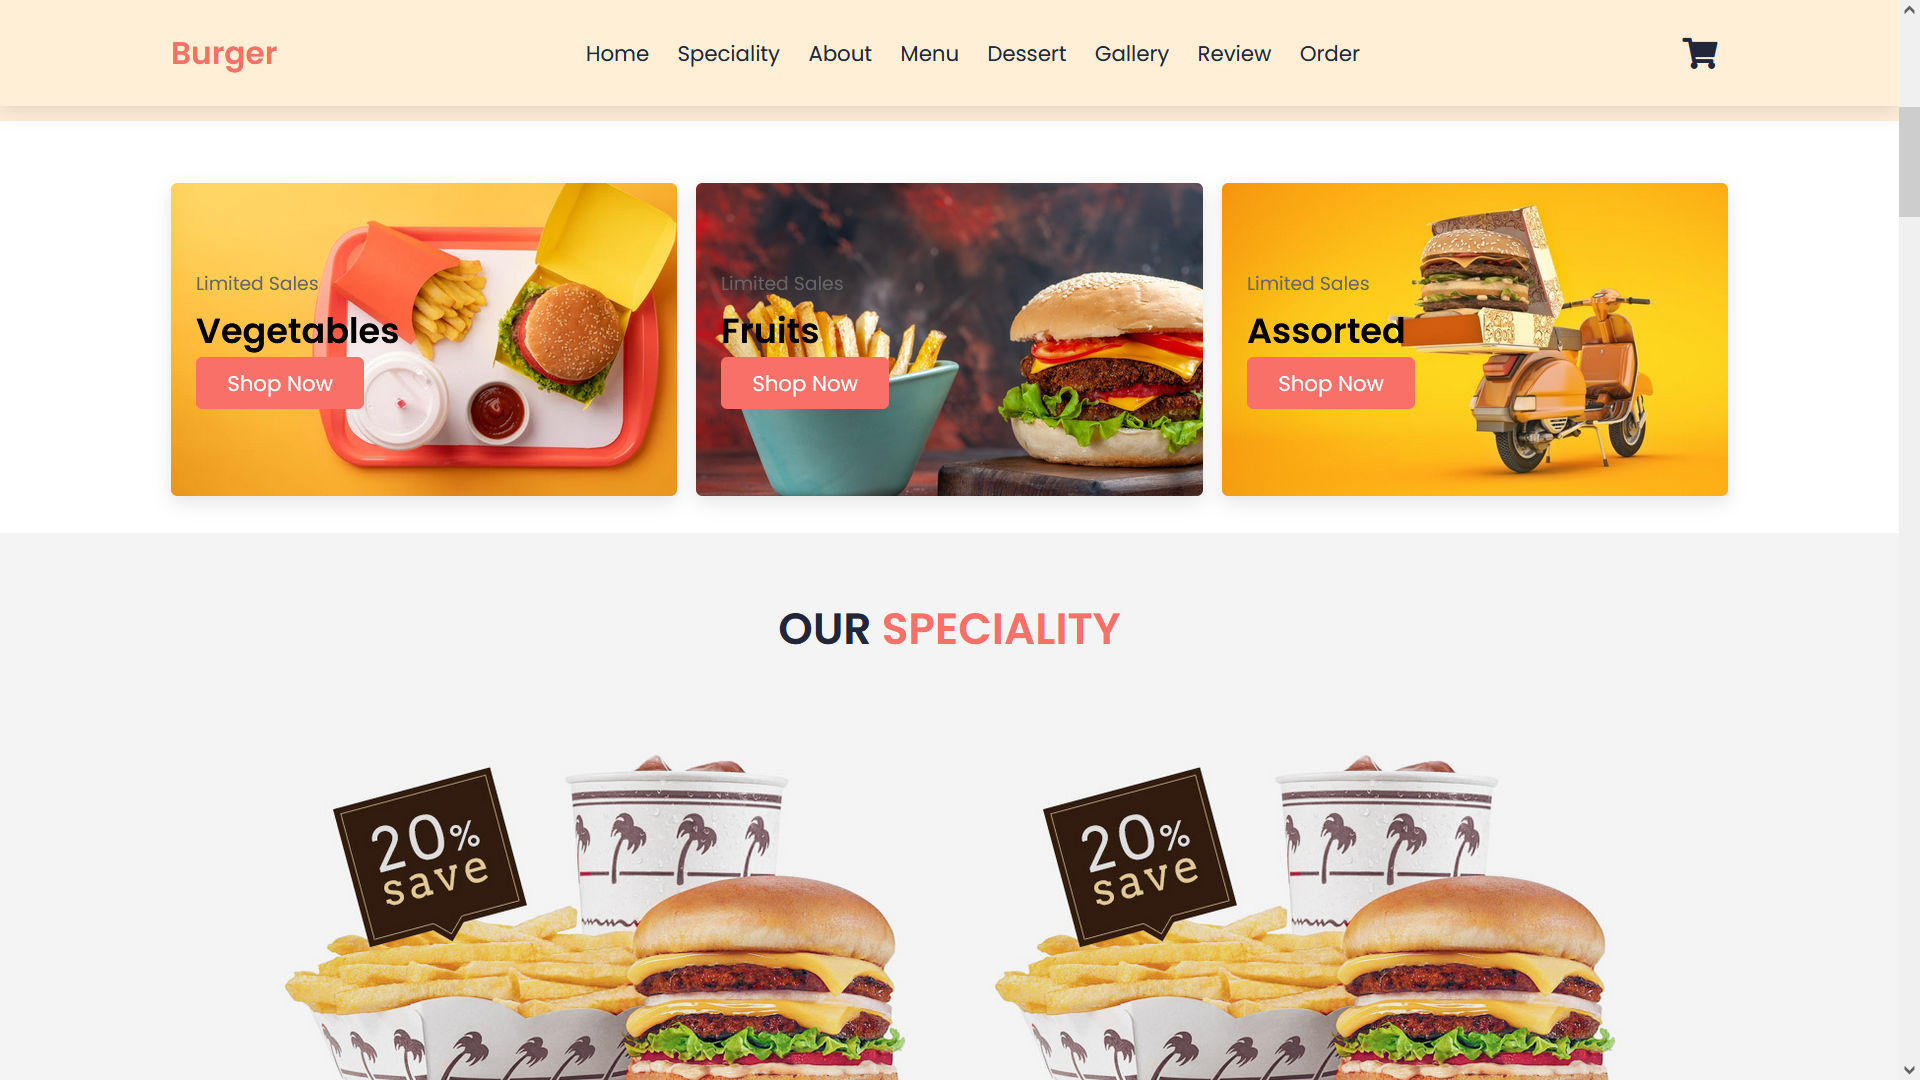 Burger
Home Speciality About Menu Dessert Gallery Review Order
Limited Sales
Vegetables
Shop Now
Limited Sales
Fruits
Shop Now
Limited Sales
Assorted
Shop Now
OUR SPECIALITY
20%
save
20%
save